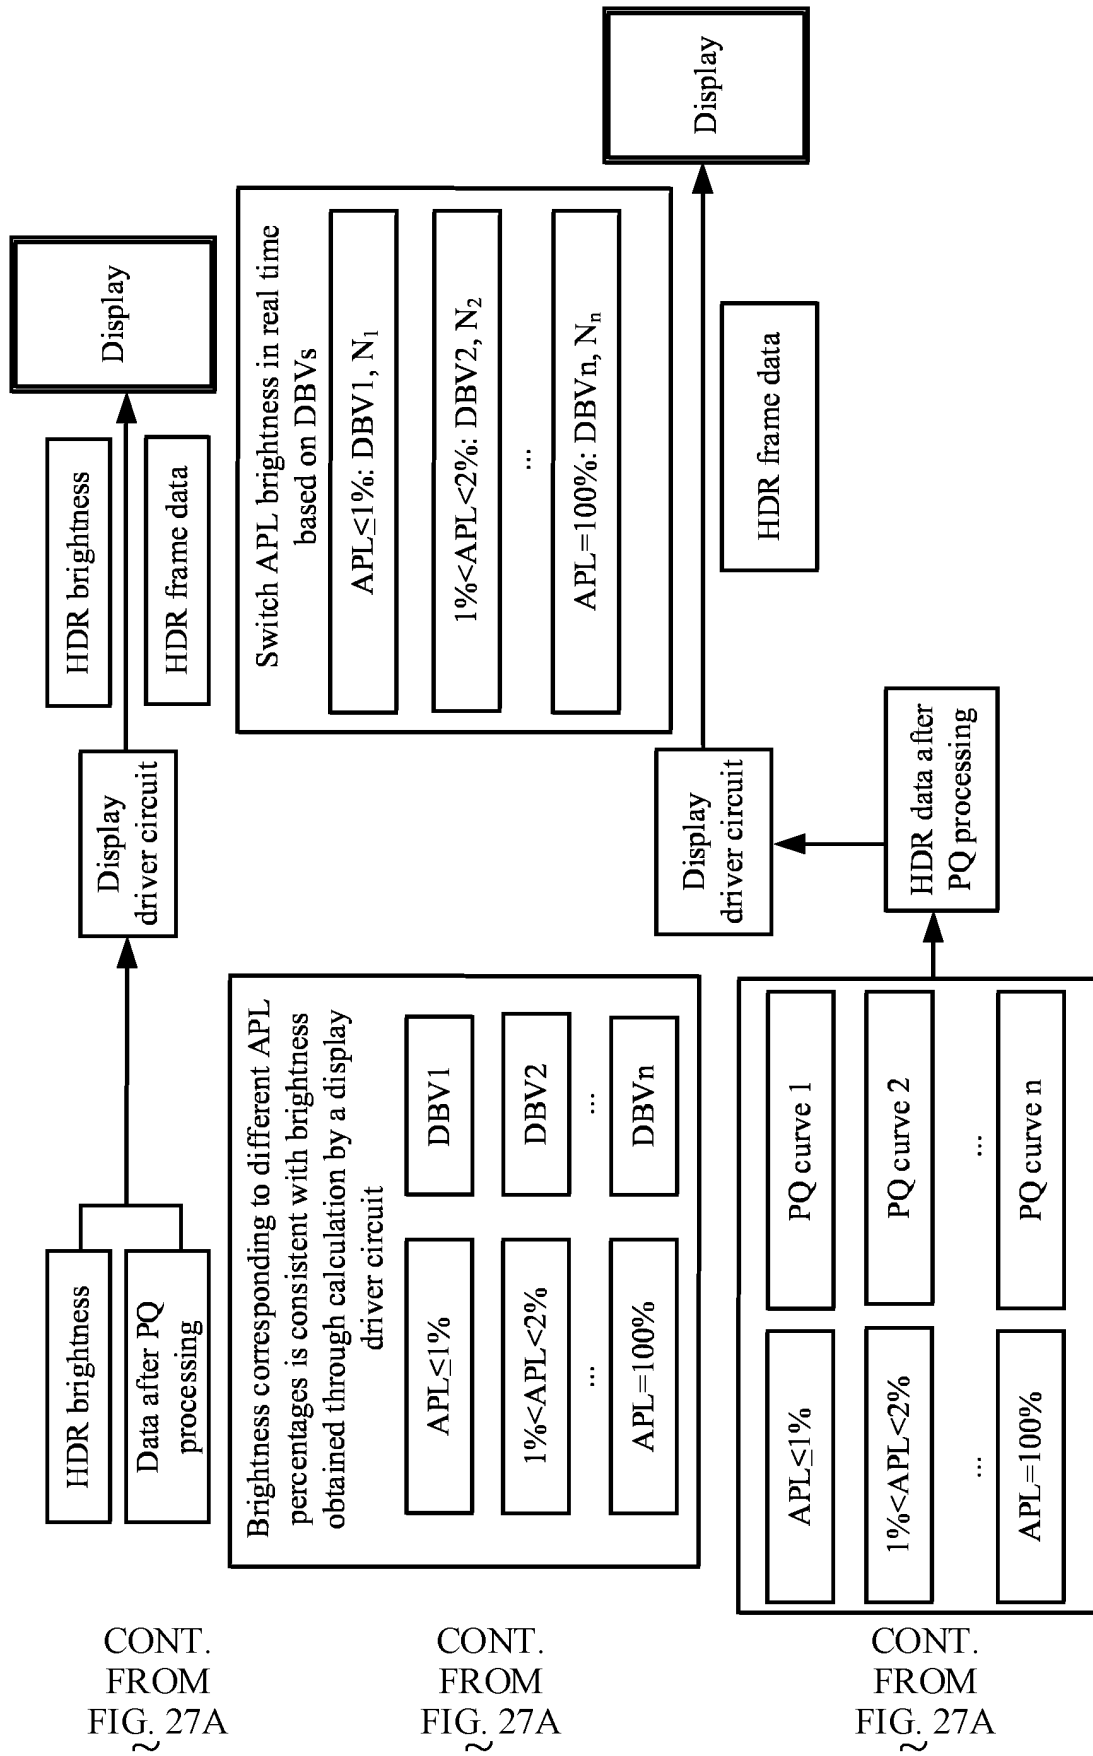 CONT.
FROM
FIG. 27A
HDR brightness
Data after PQ
processing
Display
driver circuit
HDR brightness
HDR frame data
Display
CONT.
FROM
FIG. 27A
Brightness corresponding to different APL
percentages is consistent with brightness
obtained through calculation by a display
driver circuit
APL≤1%
DBV1
1%<APL<2%
DBV2
...
...
APL=100%
DBVn
Switch APL brightness in real time
based on DBVs
APL≤1%: DBV1, N1
1%<APL<2%: DBV2, N2
...
APL=100%: DBVn, Nn
CONT.
FROM
FIG. 27A
APL≤1%
PQ curve 1
1%<APL<2%
PQ curve 2
...
...
APL=100%
PQ curve n
HDR data after
PQ processing
Display
driver circuit
HDR frame data
Display